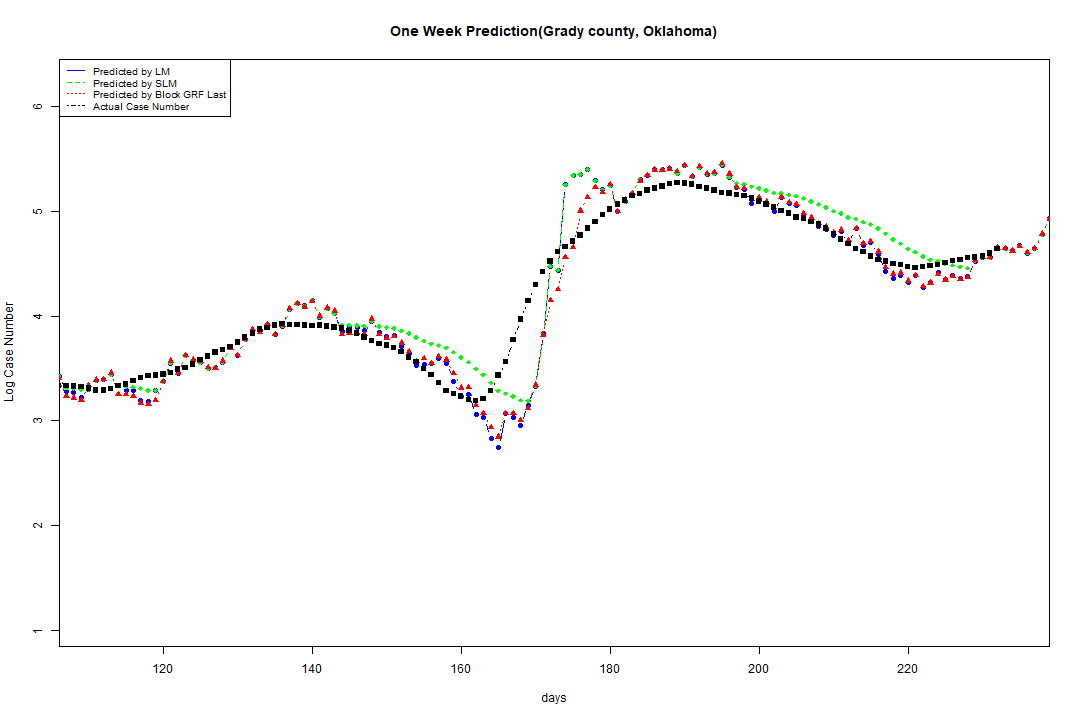 One Week Prediction(Grady county, Oklahoma)
Predicted by LM
Predicted by SLM
Predicted by Block GRF Last
Actual Case Number
6
5
4
3
2
1
Log Case Number
120 140 160 180 200 220
days